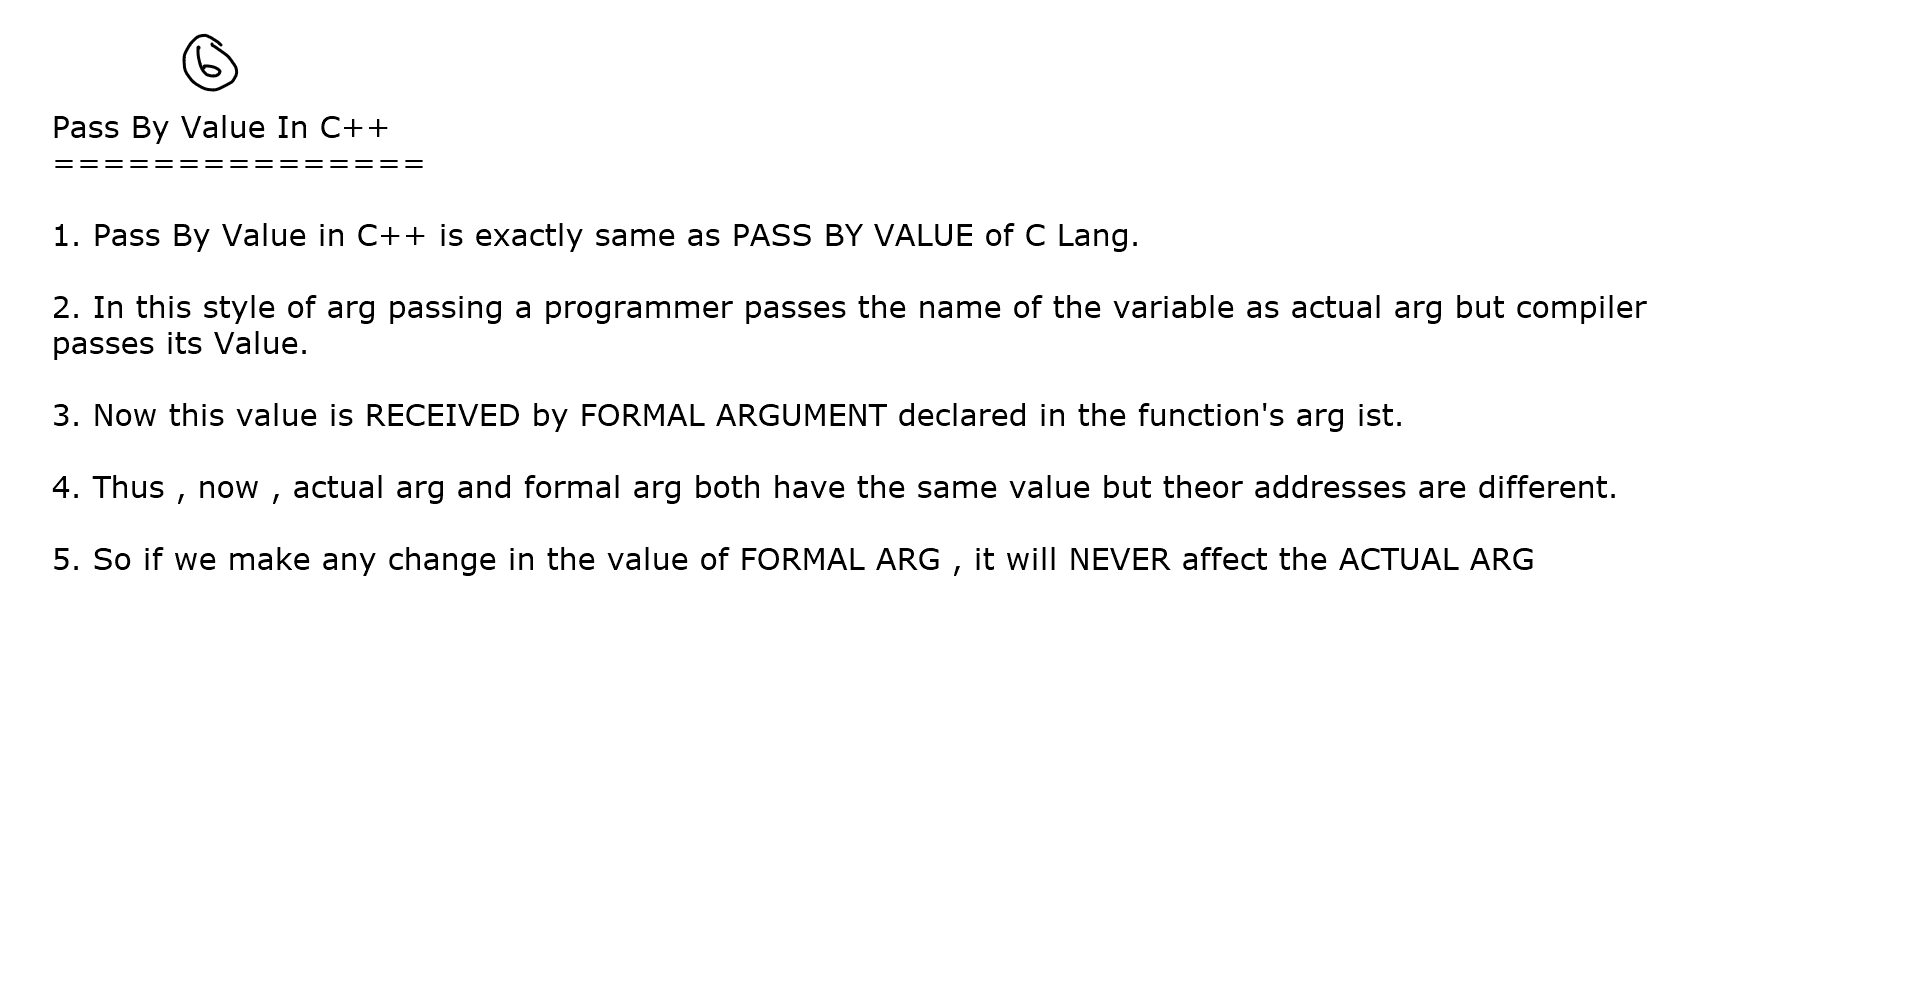 6
Pass By Value In C++
===============
1. Pass By Value in C++ is exactly same as PASS BY VALUE of C Lang.
2. In this style of arg passing a programmer passes the name of the variable as actual arg but compiler
passes its Value.
3. Now this value is RECEIVED by FORMAL ARGUMENT declared in the function's arg ist.
4. Thus , now , actual arg and formal arg both have the same value but theor addresses are different.
5. So if we make any change in the value of FORMAL ARG , it will NEVER affect the ACTUAL ARG